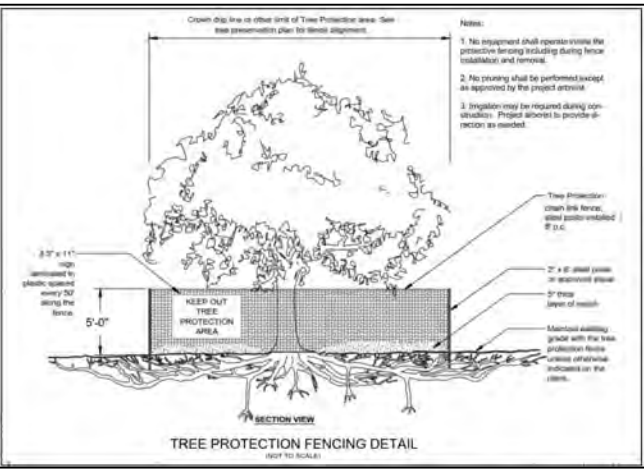 Crown drip line or other limit of Tree Protection area. See
tree preservation plan for fence alignment.
Notes:
1. No equipment shall operate inside the
protective fencing including during fence
installation and removal.
2. No pruning shall be performed except
as approved by the project arborist.
3. Irrigation may be required during con-
struction. Project arborist to provide di-
rection as needed.
Tree Protection:
chain link fence,
steel posts installed
8' o.c.
8.5" x 11"
sign
laminated in
plastic spaced
every 50'
along the
fence.
2" x 6' steel posts
or approved equal
5" thick
layer of mulch
KEEP OUT
TREE
PROTECTION
AREA
5'-0"
Maintain existing
grade with the tree
protection fence
unless otherwise
indicated on the
plans.
SECTION VIEW
TREE PROTECTION FENCING DETAIL
(NOT TO SCALE)